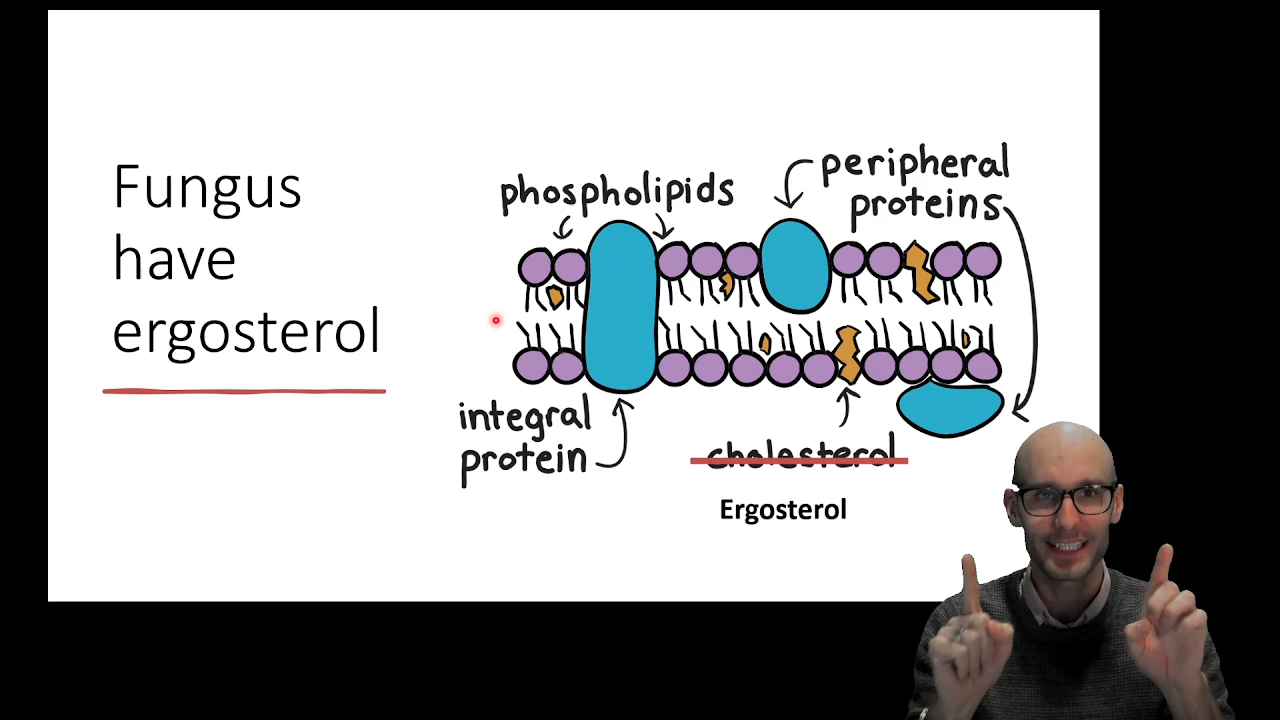 Fungus
have
ergosterol
phospholipids
peripheral
proteins
integral
protein
cholesterol
Ergosterol